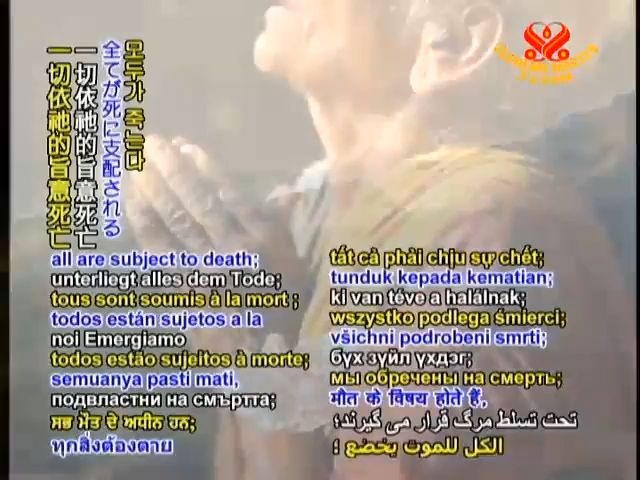 SUPREME MASTER
TELEVISION
모두가 죽는다
全てが死に支配される
一切依祂的旨意死亡
一切依祂的旨意死亡
all are subject to death;
unterliegt alles dem Tode;
tous sont soumis à la mort ;
todos están sujetos a la
noi Emergiamo
todos estão sujeitos à morte;
semuanya pasti mati,
подвластни на смъртта;
ਸਭ ਮੌਤ ਦੇ ਅਧੀਨ ਹਨ;
ทุกสิ่งต้องตาย
tất cả phải chịu sự chết;
tunduk kepada kematian;
ki van téve a halálnak;
wszystko podlega śmierci;
všichni podrobeni smrti;
бүх зүйл үхдэг;
мы обречены на смерть;
मौत के विषय होते हैं,
تحت تسلط مرگ قرار می گیرند؛
الكل للموت يخضع ؛